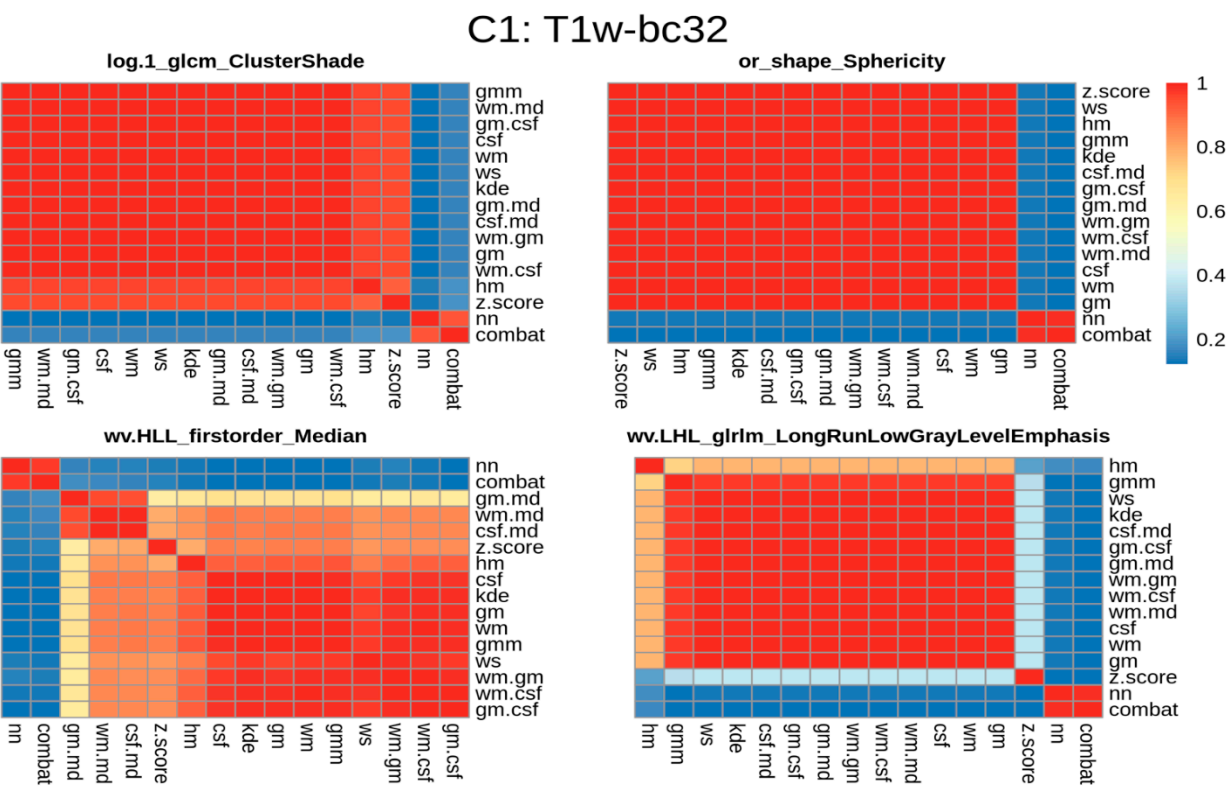 C1: T1w-bc32
log.1_glcm_ClusterShade
gmm
wm.md
gm.csf
csf
wm
ws
kde
gm.md
csf.md
wm.gm
gm
wm.csf
hm
z.score
nn
combat
gmm
wm.md
gm.csf
csf
wm
ws
kde
gm.md
csf.md
wm.gm
gm
wm.csf
hm
z.score
nn
combat
or_shape_Sphericity
z.score
ws
hm
gmm
kde
csf.md
gm.csf
gm.md
wm.gm
wm.csf
wm.md
csf
wm
gm
nn
combat
z.score
ws
hm
gmm
kde
csf.md
gm.csf
gm.md
wm.gm
wm.csf
wm.md
csf
wm
gm
nn
combat
1
0.8
0.6
0.4
0.2
wv.HLL_firstorder_Median
nn
combat
gm.md
wm.md
csf.md
z.score
hm
csf
kde
gm
wm
gmm
ws
wm.gm
wm.csf
gm.csf
nn
combat
gm.md
wm.md
csf.md
z.score
hm
csf
kde
gm
wm
gmm
ws
wm.gm
wm.csf
gm.csf
wv.LHL_glrlm_LongRunLowGrayLevelEmphasis
hm
gmm
ws
kde
csf.md
gm.csf
gm.md
wm.gm
wm.csf
wm.md
csf
wm
gm
z.score
nn
combat
hm
gmm
ws
kde
csf.md
gm.csf
gm.md
wm.gm
wm.csf
wm.md
csf
wm
gm
z.score
nn
combat